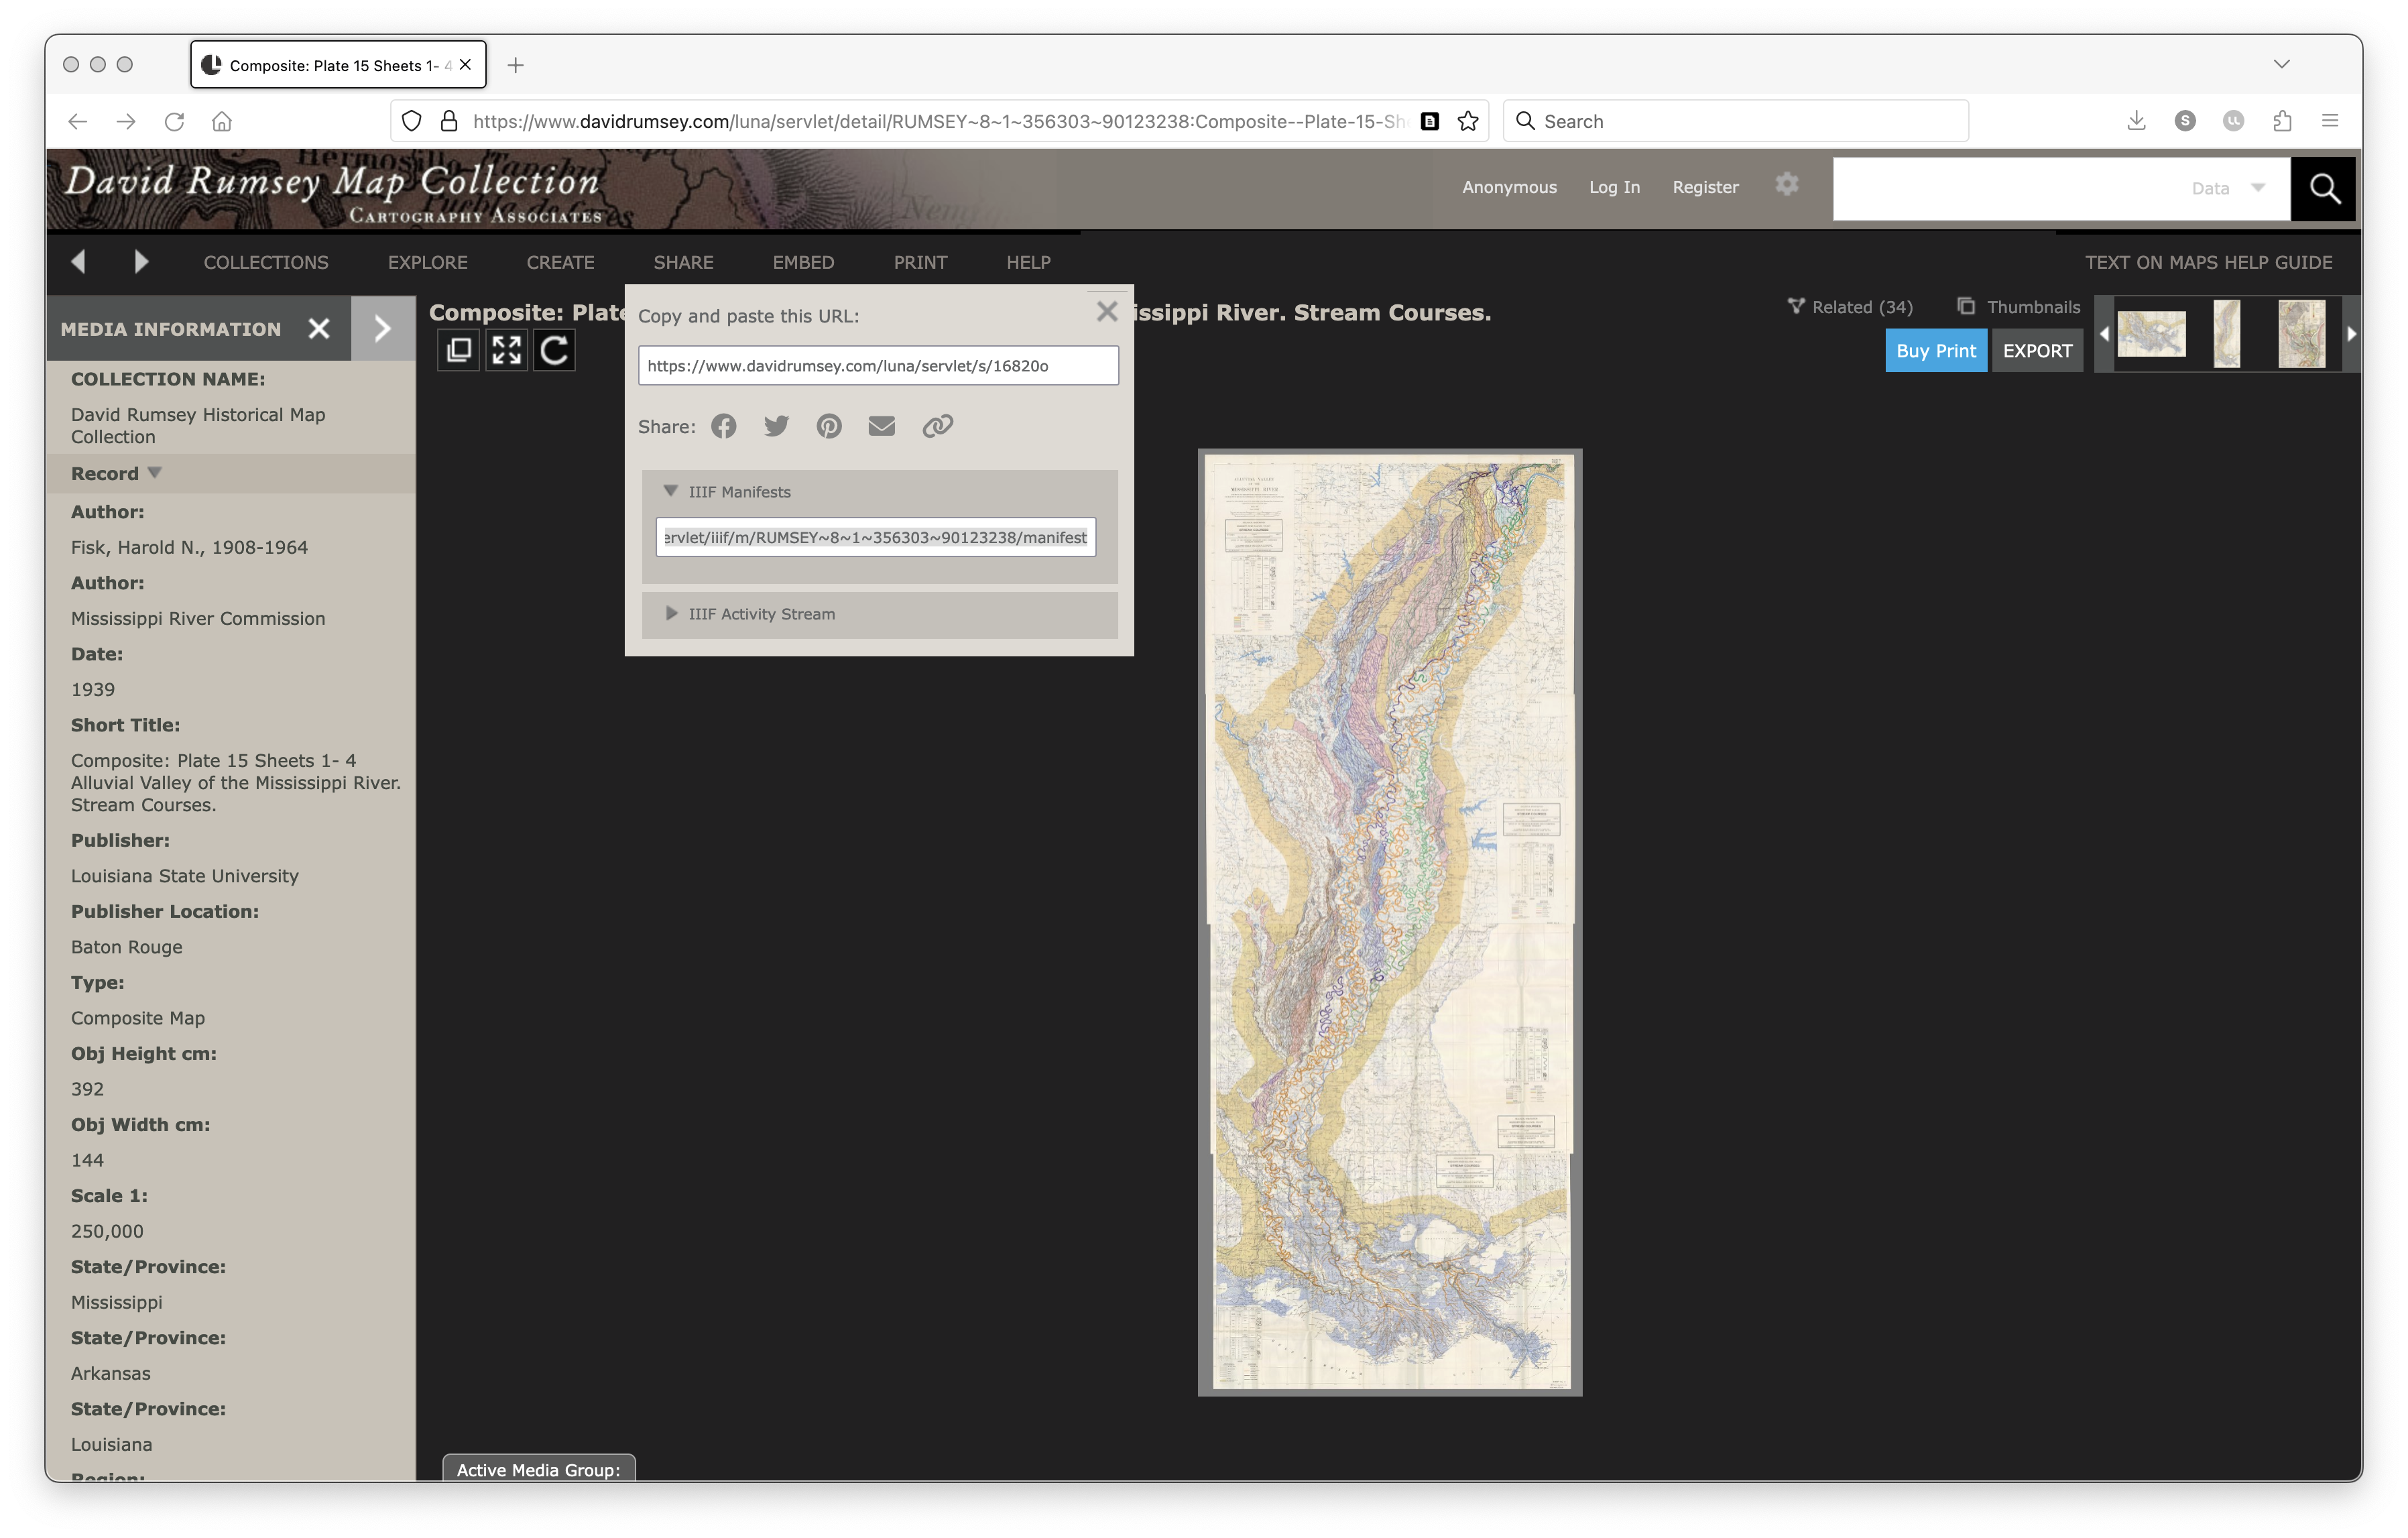 Composite: Plate 15 Sheets 1- 4
https://www.davidrumsey.com/luna/servlet/detail/RUMSEY~8~1~356303~90123238:Composite--Plate-15-Sh
Search
S
David Rumsey Map Collection
Cartography Associates
Anonymous
Log In
Register
Data
COLLECTIONS
EXPLORE
CREATE
SHARE
EMBED
PRINT
HELP
TEXT ON MAPS HELP GUIDE
MEDIA INFORMATION
Composite: Plate
issippi River. Stream Courses.
Related (34)
Thumbnails
Buy Print
EXPORT
Copy and paste this URL:
https://www.davidrumsey.com/luna/servlet/s/16820o
Share:
IIIF Manifests
ervlet/iiif/m/RUMSEY~8~1~356303~90123238/manifest
IIIF Activity Stream
COLLECTION NAME:
David Rumsey Historical Map
Collection
Record
Author:
Fisk, Harold N., 1908-1964
Author:
Mississippi River Commission
Date:
1939
Short Title:
Composite: Plate 15 Sheets 1- 4
Alluvial Valley of the Mississippi River.
Stream Courses.
Publisher:
Louisiana State University
Publisher Location:
Baton Rouge
Type:
Composite Map
Obj Height cm:
392
Obj Width cm:
144
Scale 1:
250,000
State/Province:
Mississippi
State/Province:
Arkansas
State/Province:
Louisiana
Region:
Active Media Group: